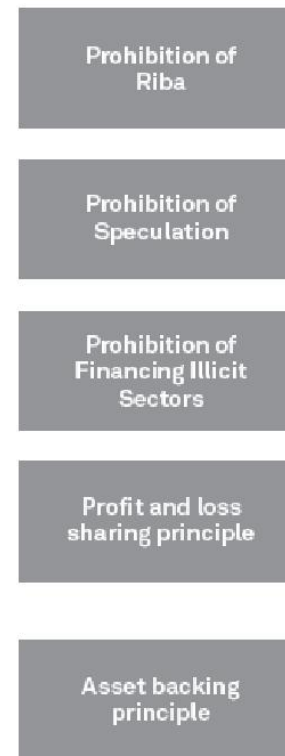 Prohibition of
Riba
Prohibition of
Speculation
Prohibition of
Financing Illicit
Sectors
Profit and loss
sharing principle
Asset backing
principle